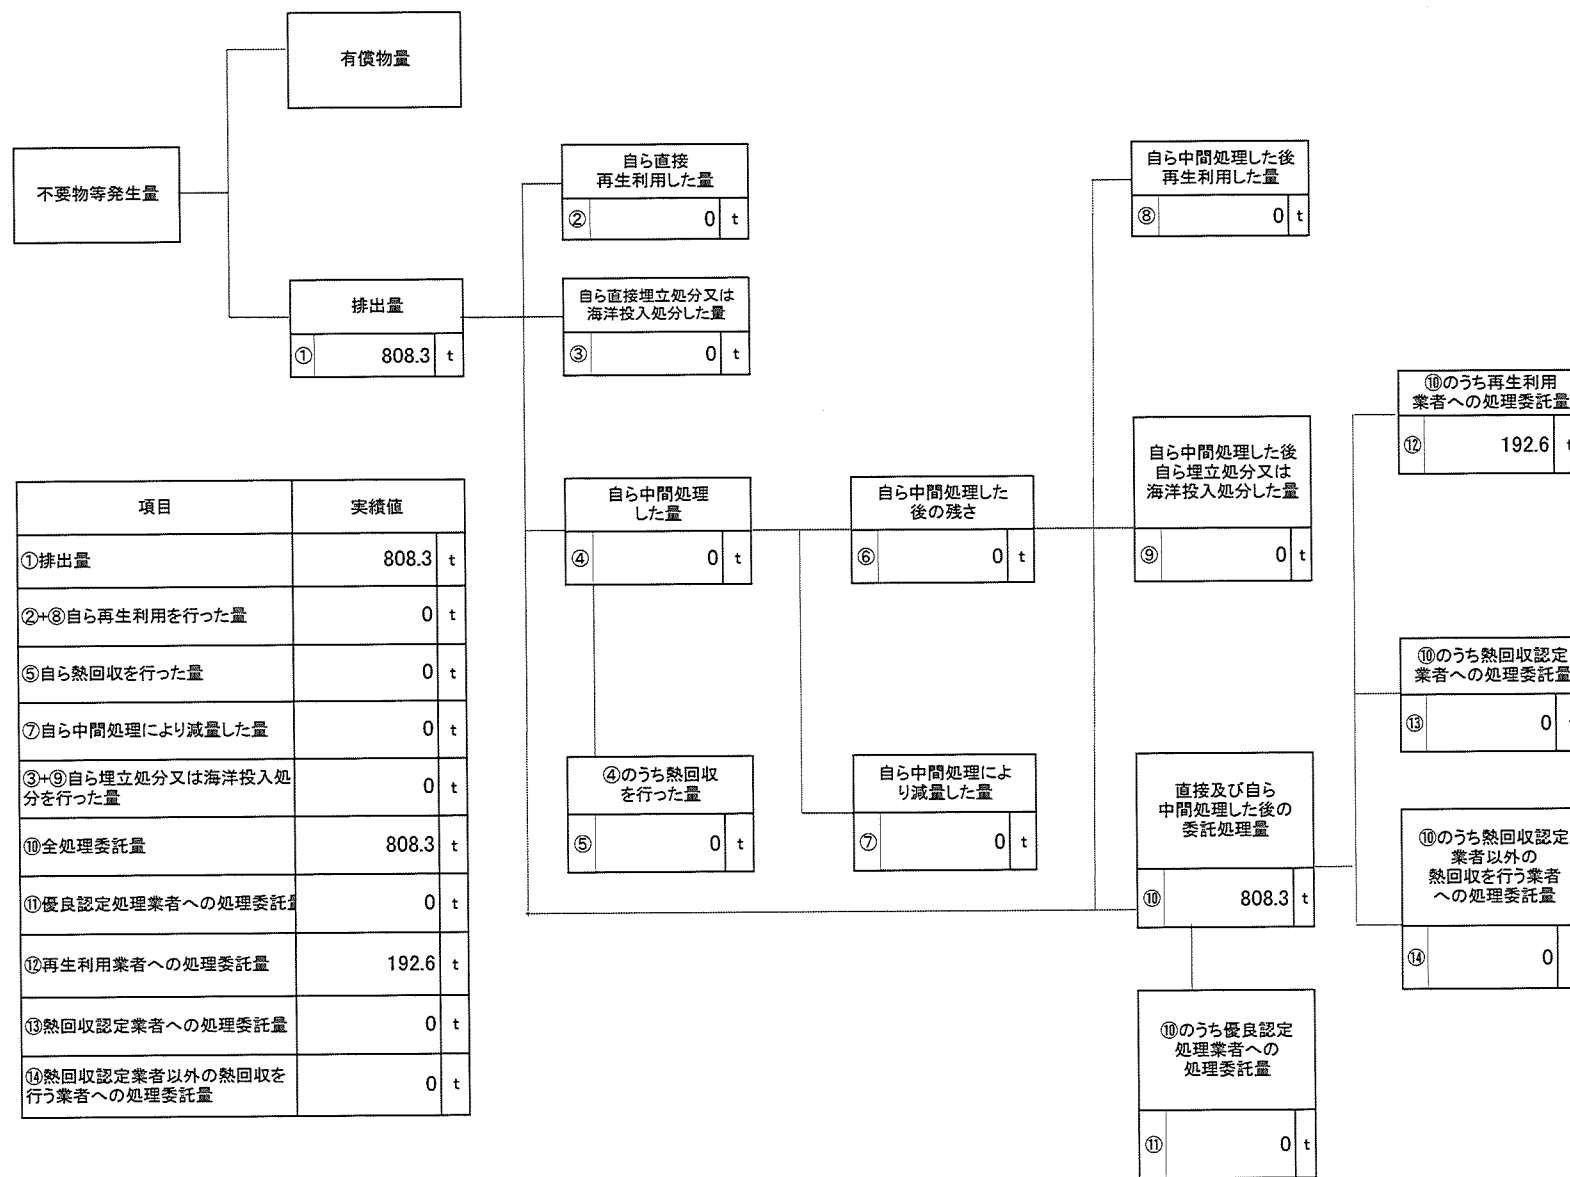 有償物量
不要物等発生量
排出量
① 808.3 t
自ら直接
再生利用した量
② 0 t
自ら直接埋立処分又は
海洋投入処分した量
③ 0 t
自ら中間処理
した量
④ 0 t
④のうち熱回収
を行った量
⑤ 0 t
自ら中間処理した
後の残さ
⑥ 0 t
自ら中間処理によ
り減量した量
⑦ 0 t
自ら中間処理した後
再生利用した量
⑧ 0 t
自ら中間処理した後
自ら埋立処分又は
海洋投入処分した量
⑨ 0 t
直接及び自ら
中間処理した後の
委託処理量
⑩ 808.3 t
⑩のうち優良認定
処理業者への
処理委託量
⑪ 0 t
⑩のうち再生利用
業者への処理委託量
⑫ 192.6 t
⑩のうち熱回収認定
業者への処理委託量
⑬ 0
⑩のうち熱回収認定
業者以外の
熱回収を行う業者
への処理委託量
⑭ 0
項目 実績値
①排出量 808.3 t
②+⑧自ら再生利用を行った量 0 t
⑤自ら熱回収を行った量 0 t
⑦自ら中間処理により減量した量 0 t
③+⑨自ら埋立処分又は海洋投入処
分を行った量 0 t
⑩全処理委託量 808.3 t
⑪優良認定処理業者への処理委託量 0 t
⑫再生利用業者への処理委託量 192.6 t
⑬熱回収認定業者への処理委託量 0 t
⑭熱回収認定業者以外の熱回収を
行う業者への処理委託量 0 t